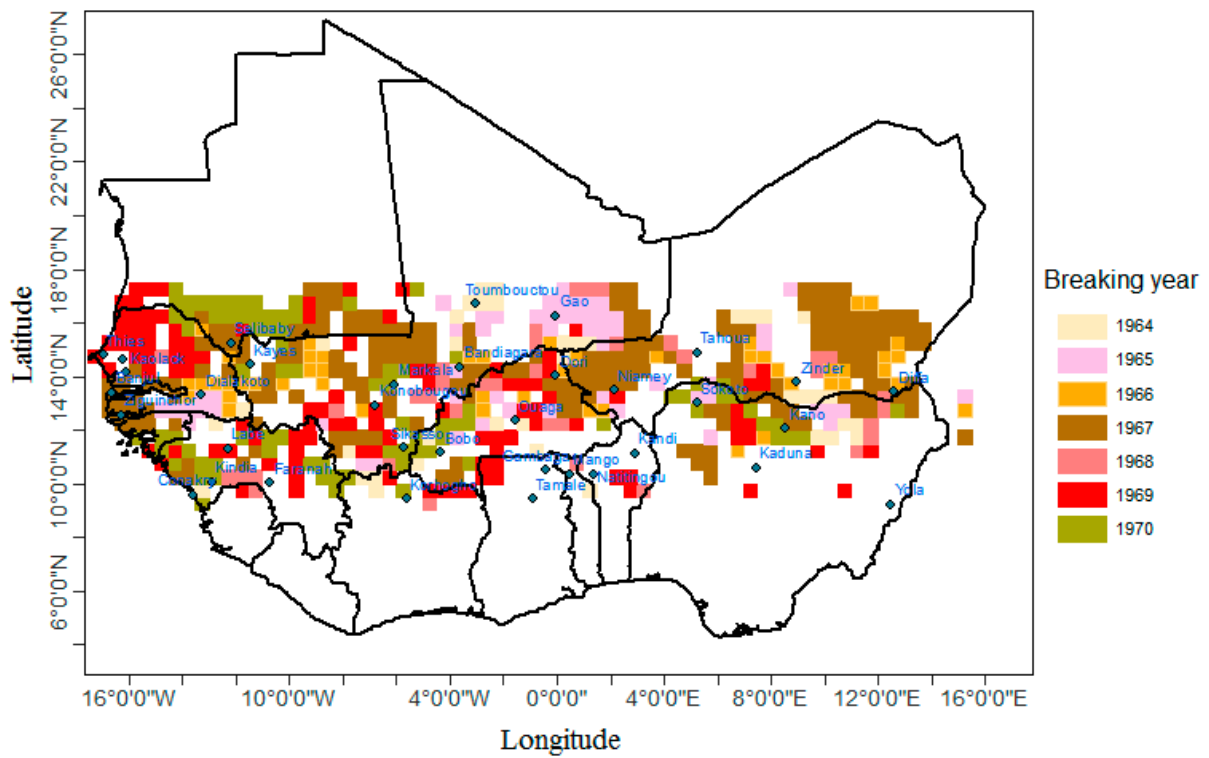 26°0'0"N
22°0'0"N
18°0'0"N
14°0'0"N
10°0'0"N
6°0'0"N
Latitude
Toumbouctou
Gao
Selibaby
Thies
Kayes
Bandiagara
Tahoua
Kaolack
Dori
Zinder
Markala
Banjul
Dialakoto
Niamey
Diffa
Konobougou
Sokoto
Ziguinchor
Ouaga
Kano
Labe
Sikasso
Bobo
Kandi
Gambaga
Mango
Kaduna
Kindia
Faranah
Natitingou
Conakry
Korhogho
Tamale
Yola
16°0'0"W
10°0'0"W
4°0'0"W
0°0'0"
4°0'0"E
8°0'0"E
12°0'0"E
16°0'0"E
Longitude
Breaking year
1964
1965
1966
1967
1968
1969
1970